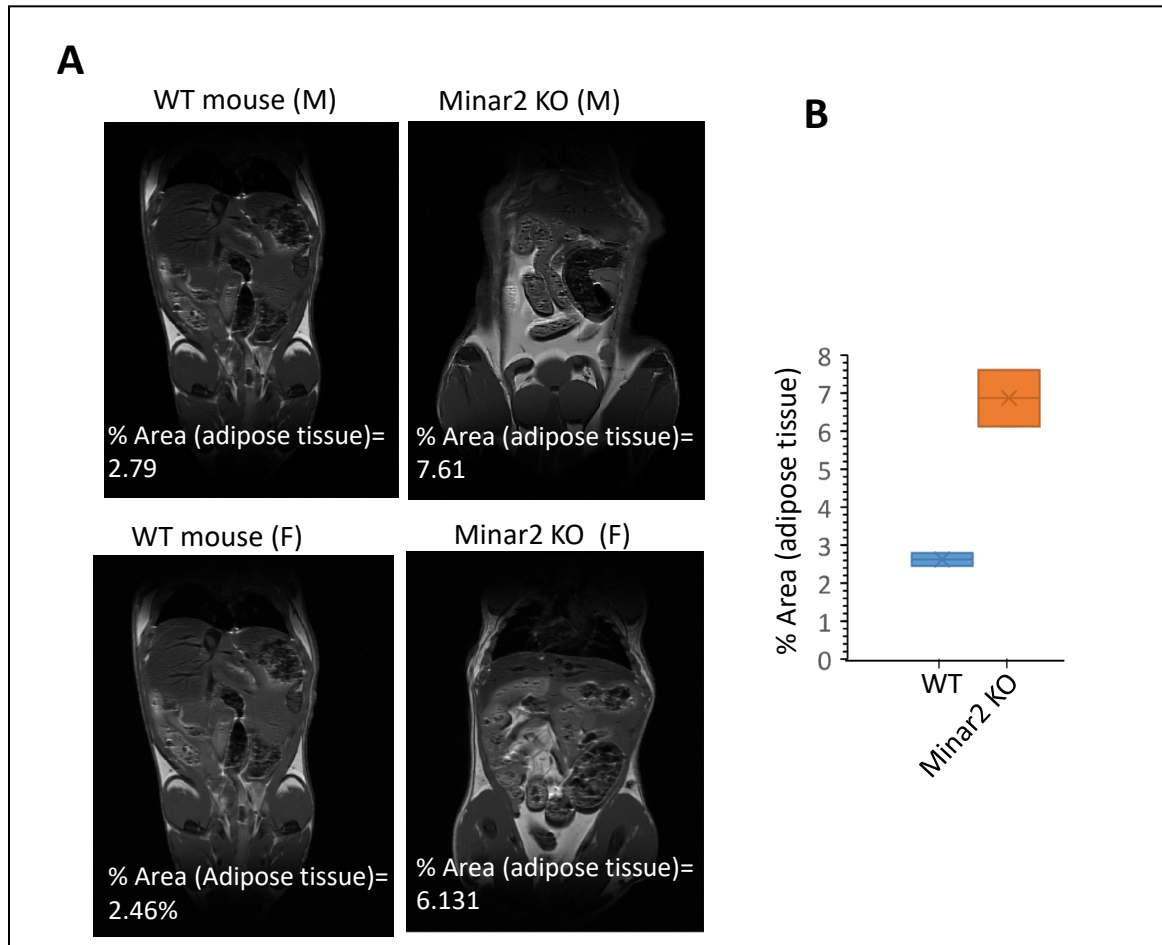 A
WT mouse (M)
Minar2 KO (M)
% Area (adipose tissue)=
2.79
% Area (adipose tissue)=
7.61
WT mouse (F)
Minar2 KO (F)
% Area (Adipose tissue)=
2.46%
% Area (adipose tissue)=
6.131
B
% Area (adipose tissue)
8
7
6
5
4
3
2
1
0
WT
Minar2 KO